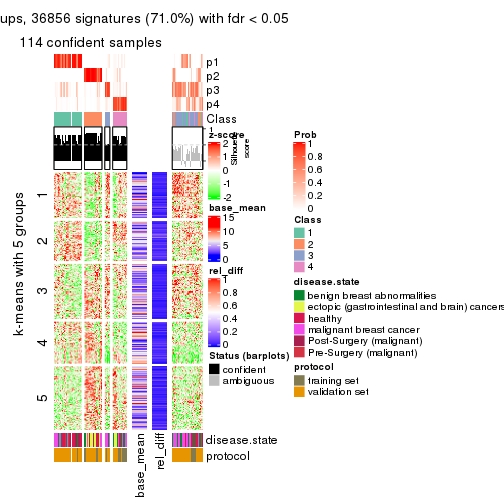 ups, 36856 signatures (71.0%) with fdr < 0.05
114 confident samples
p1
p2
p3
p4
Class
1
Silhouette
score
k-means with 5 groups
1
2
3
4
5
disease.state
protocol
base_mean
rel_diff
z-score
2
1
0
-1
-2
base_mean
15
10
5
0
rel_diff
1
0.8
0.6
0.4
0.2
0
Status (barplots)
confident
ambiguous
Prob
1
0.8
0.6
0.4
0.2
0
Class
1
2
3
4
disease.state
benign breast abnormalities
ectopic (gastrointestinal and brain) cancers
healthy
malignant breast cancer
Post-Surgery (malignant)
Pre-Surgery (malignant)
protocol
training set
validation set